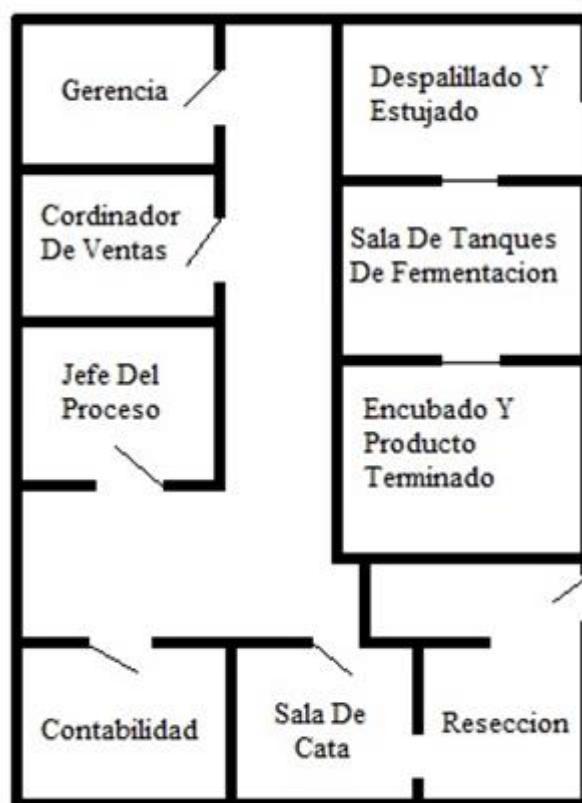 Gerencia
Despalillado Y
Estujado
Cordinador
De Ventas
Sala De Tanques
De Fermentacion
Jefe Del
Proceso
Encubado Y
Producto
Terminado
Contabilidad
Sala De
Cata
Reseccion